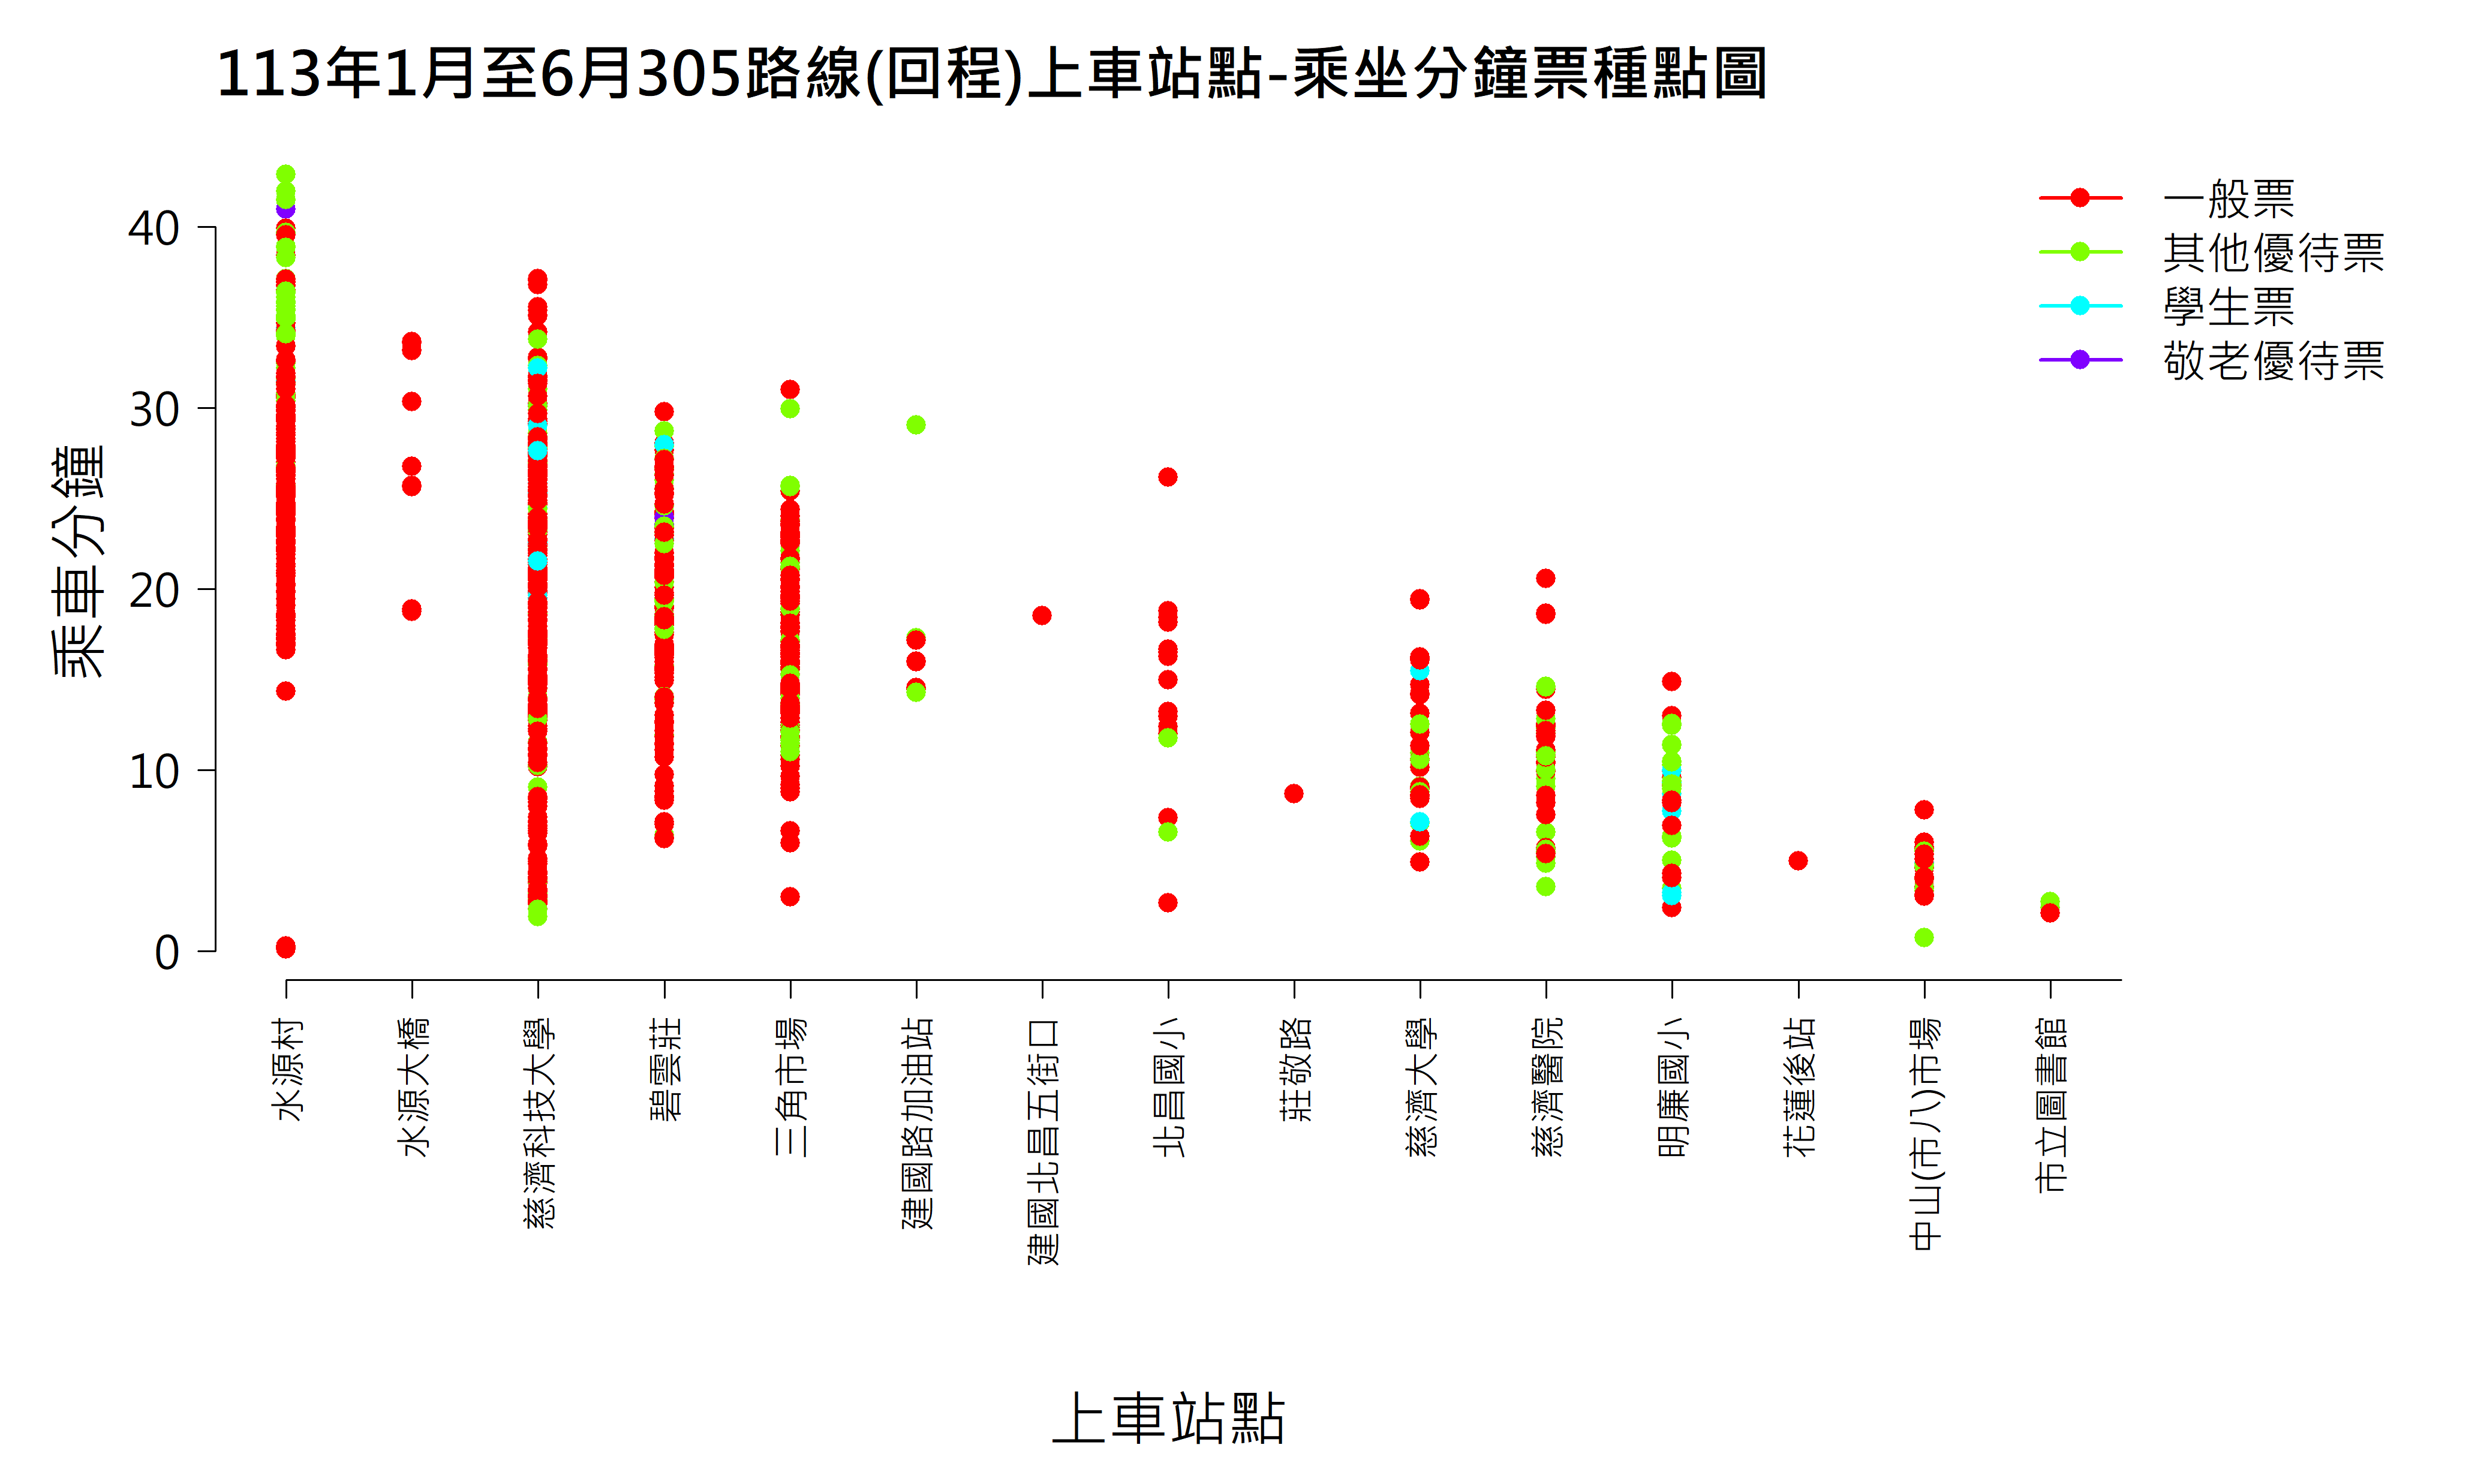 113年1月至6月305路線(回程)上車站點-乘坐分鐘票種點圖
一般票
其他優待票
學生票
敬老優待票
乘車分鐘
40
30
20
10
0
水源村
水源大橋
慈濟科技大學
碧雲莊
三角市場
建國路加油站
建國北昌五街口
北昌國小
莊敬路
慈濟大學
慈濟醫院
明廉國小
花蓮後站
中山(市八)市場
市立圖書館
上車站點